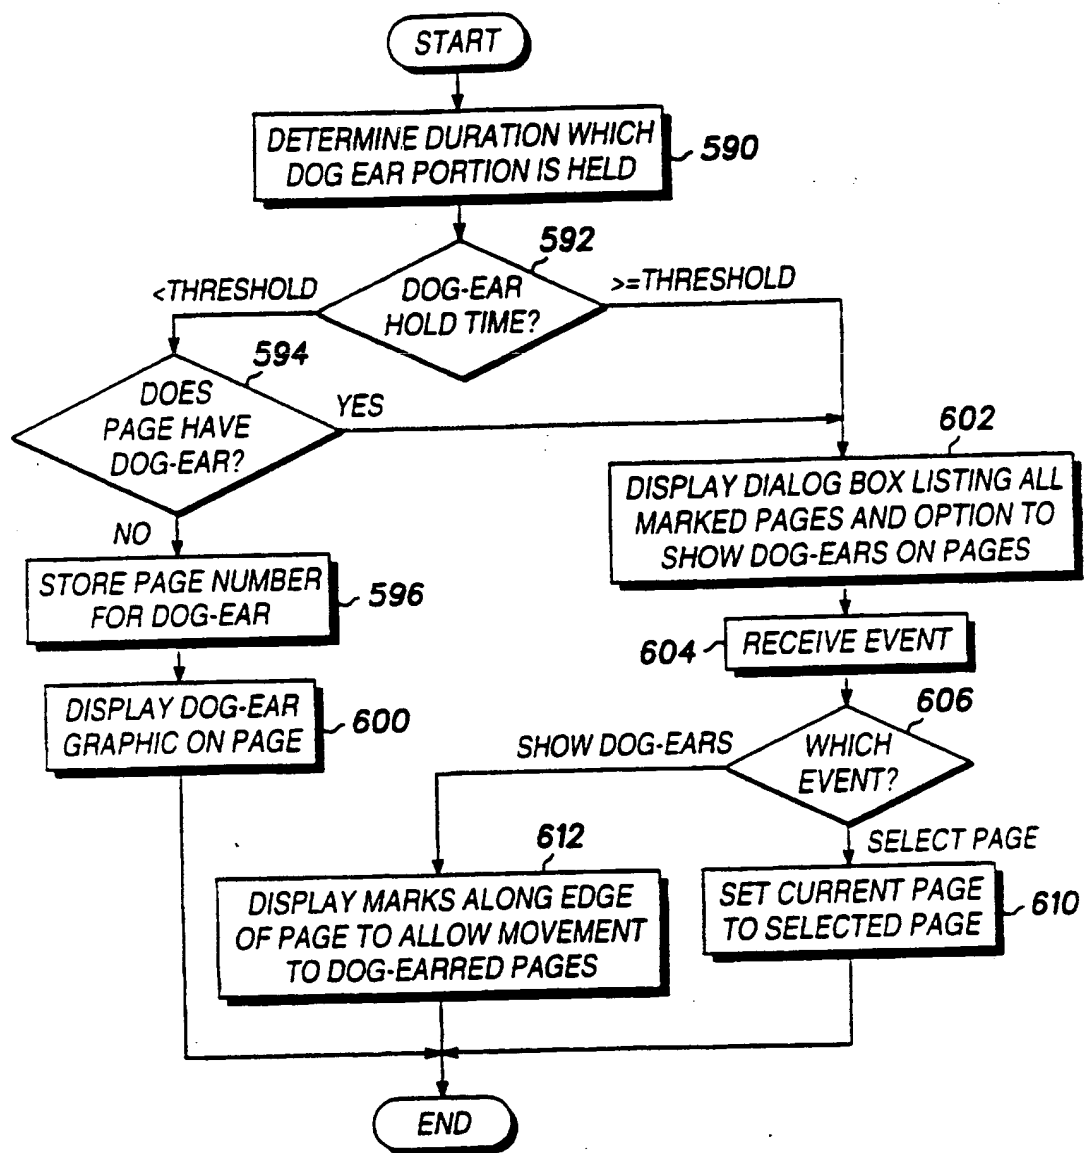 START
DETERMINE DURATION WHICH
DOG EAR PORTION IS HELD
590
592
<THRESHOLD
DOG-EAR
HOLD TIME?
>=THRESHOLD
594
DOES
PAGE HAVE
DOG-EAR?
YES
NO
602
DISPLAY DIALOG BOX LISTING ALL
MARKED PAGES AND OPTION TO
SHOW DOG-EARS ON PAGES
STORE PAGE NUMBER
FOR DOG-EAR
596
604
RECEIVE EVENT
DISPLAY DOG-EAR
GRAPHIC ON PAGE
600
606
WHICH
EVENT?
SHOW DOG-EARS
SELECT PAGE
612
DISPLAY MARKS ALONG EDGE
OF PAGE TO ALLOW MOVEMENT
TO DOG-EARRED PAGES
SET CURRENT PAGE
TO SELECTED PAGE
610
END